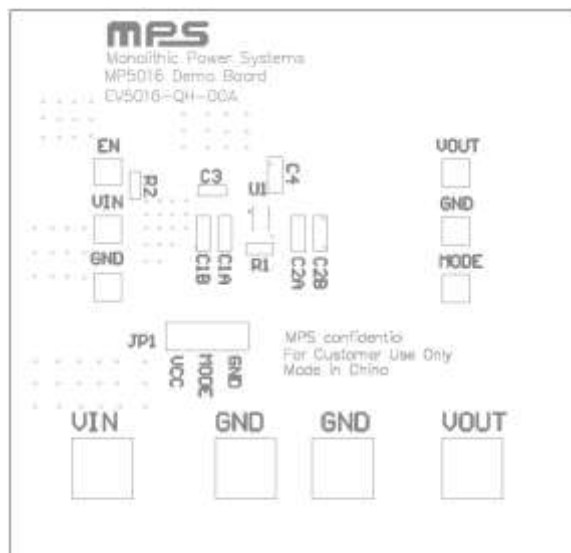 MPS
Monolithic Power Systems
MP5016 Demo Board
EV5016-QH-00A
EN
VOUT
R2
C3
U1
C4
VIN
GND
GND
C1B
C1A
R1
C2A
C2B
MODE
JP1
VCC
MODE
GND
MPS confidentia
For Customer Use Only
Made in China
VIN
GND
GND
VOUT